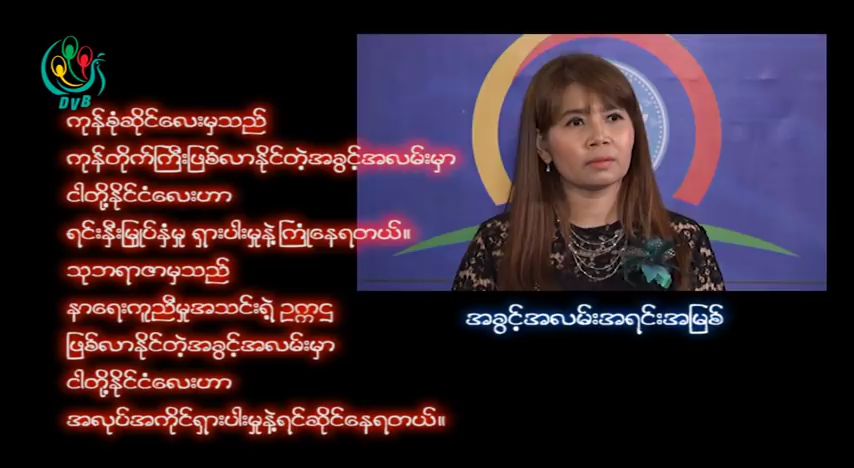 DVB
ကုန်စုံဆိုင်လေးမှသည်
ကုန်တိုက်ကြီးဖြစ်လာနိုင်တဲ့အခွင့်အလမ်းမှာ
ငါတို့နိုင်ငံလေးဟာ
ရင်းနှီးမြှုပ်နှံမှု ရှားပါးမှုနဲ့ ကြုံနေရတယ်။
သုဘရာဇာမှသည်
နာရေးကူညီမှုအသင်းရဲ့ ဥက္ကဌ
ဖြစ်လာနိုင်တဲ့အခွင့်အလမ်းမှာ
ငါတို့နိုင်ငံလေးဟာ
အလုပ်အကိုင်ရှားပါးမှုနဲ့ရင်ဆိုင်နေရတယ်။
အခွင့်အလမ်းအရင်းအမြစ်